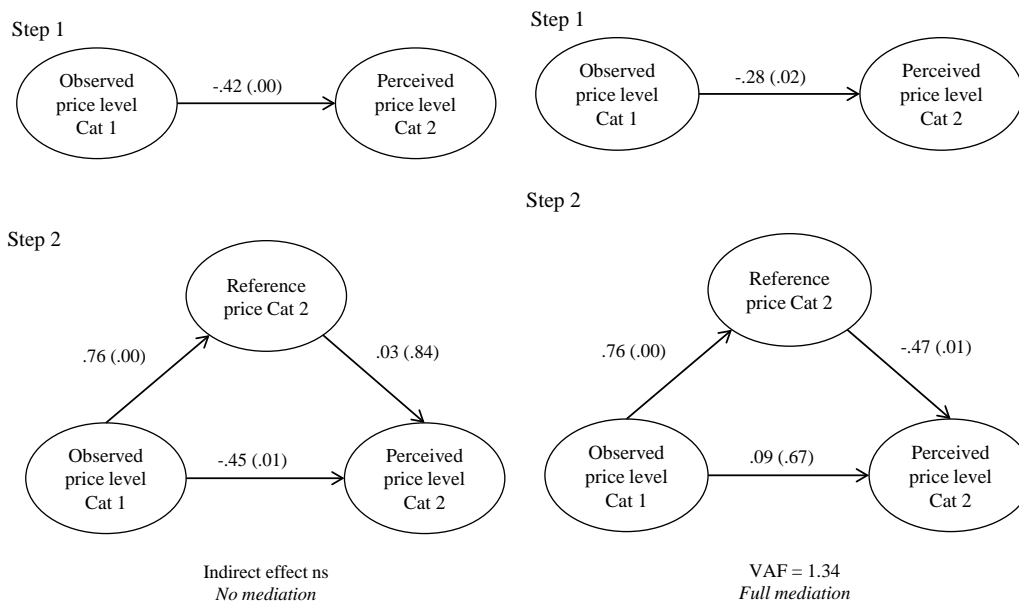 Step 1
Observed
price level
Cat 1
-.42 (.00)
Perceived
price level
Cat 2
Step 2
Reference
price Cat 2
.76 (.00)
.03 (.84)
Observed
price level
Cat 1
-.45 (.01)
Perceived
price level
Cat 2
Indirect effect ns
No mediation
Step 1
Observed
price level
Cat 1
-.28 (.02)
Perceived
price level
Cat 2
Step 2
Reference
price Cat 2
.76 (.00)
-.47 (.01)
Observed
price level
Cat 1
.09 (.67)
Perceived
price level
Cat 2
VAF = 1.34
Full mediation